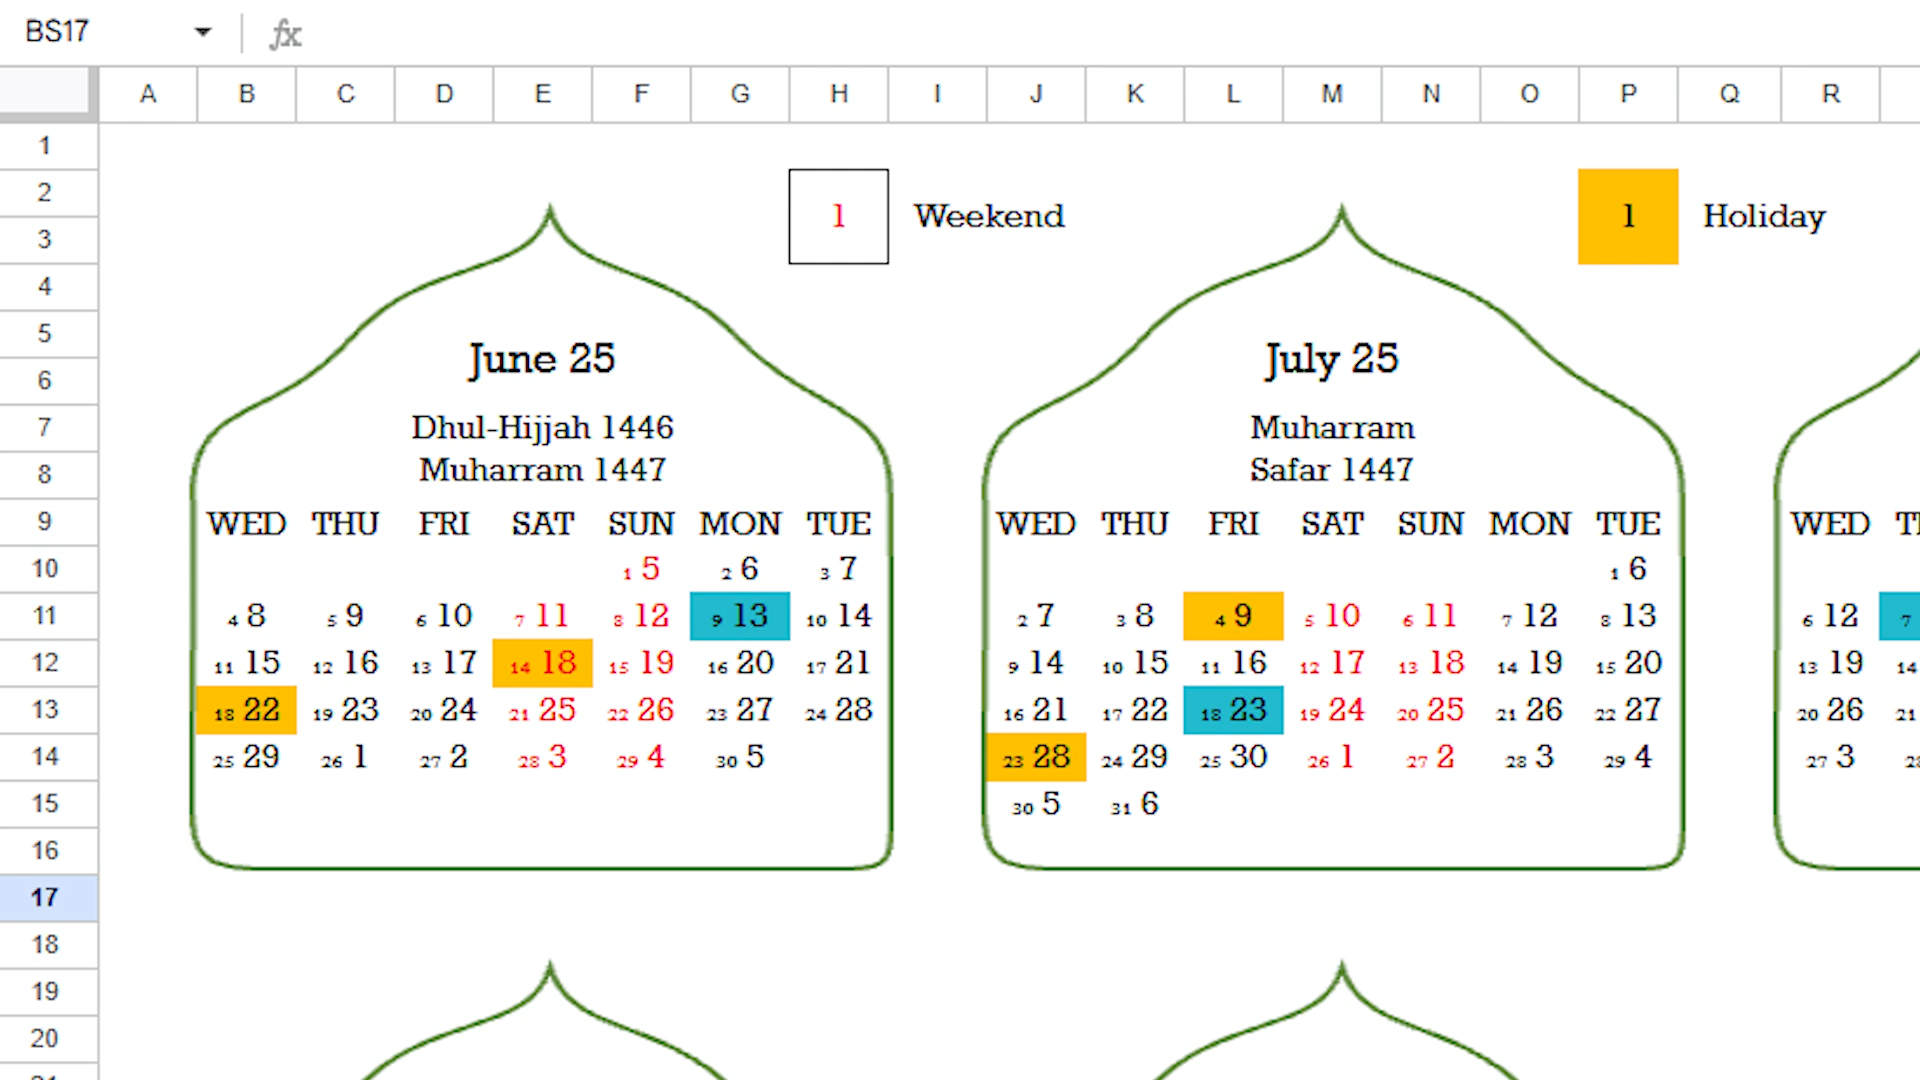 BS17 fx
A B C D E F G H I J K L M N O P Q R
1
2
1 Weekend 1 Holiday
3
4
5
June 25 July 25
6
7 Dhul-Hijjah 1446 Muharram
8 Muharram 1447 Safar 1447
9 WED THU FRI SAT SUN MON TUE WED THU FRI SAT SUN MON TUE WED
10 1 5 2 6 3 7 1 6
11 4 8 5 9 6 10 7 11 8 12 9 13 10 14 2 7 3 8 4 9 5 10 6 11 7 12 8 13 6 12 7
12 11 15 12 16 13 17 14 18 15 19 16 20 17 21 9 14 10 15 11 16 12 17 13 18 14 19 15 20 13 19 14
13 18 22 19 23 20 24 21 25 22 26 23 27 24 28 16 21 17 22 18 23 19 24 20 25 21 26 22 27 20 26 21
14 25 29 26 1 27 2 28 3 29 4 30 5 23 28 24 29 25 30 26 1 27 2 28 3 29 4 27 3
15 30 5 31 6
16
17
18
19
20